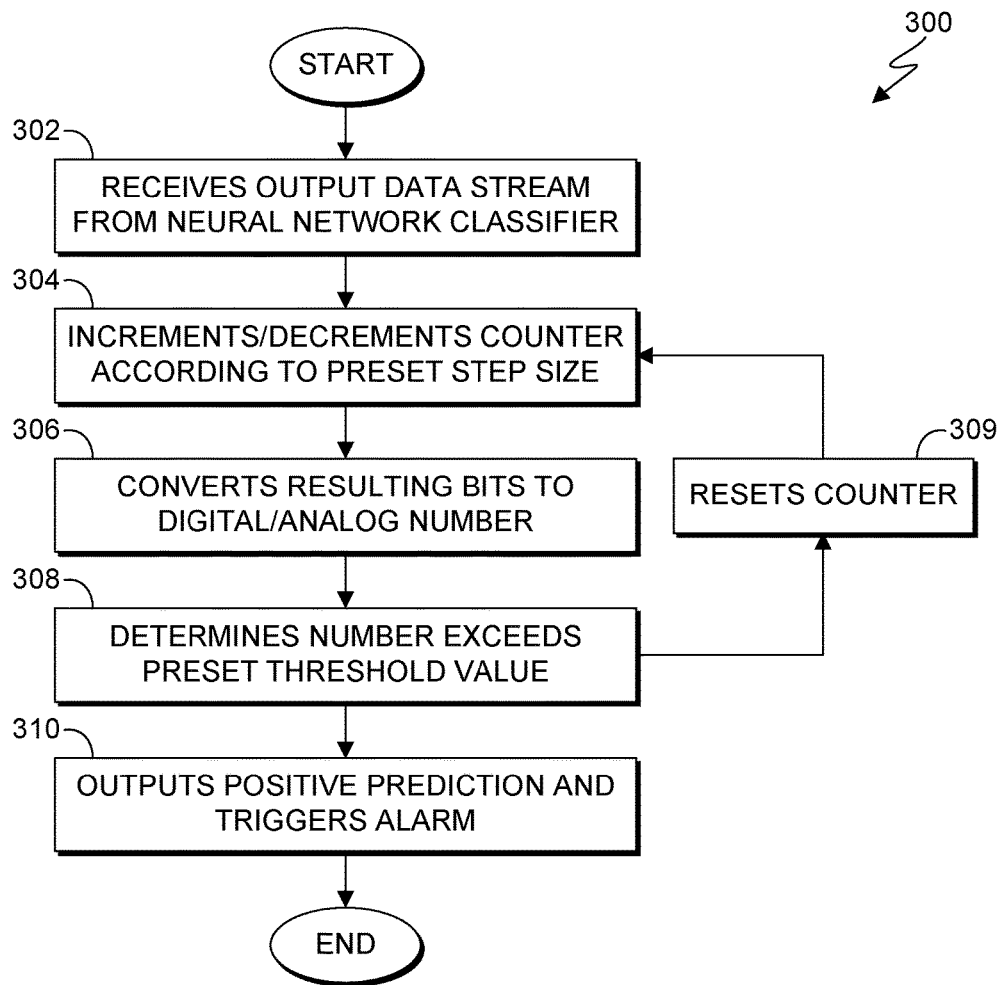 300
START
302
RECEIVES OUTPUT DATA STREAM
FROM NEURAL NETWORK CLASSIFIER
304
INCREMENTS/DECREMENTS COUNTER
ACCORDING TO PRESET STEP SIZE
306
CONVERTS RESULTING BITS TO
DIGITAL/ANALOG NUMBER
309
RESETS COUNTER
308
DETERMINES NUMBER EXCEEDS
PRESET THRESHOLD VALUE
310
OUTPUTS POSITIVE PREDICTION AND
TRIGGERS ALARM
END